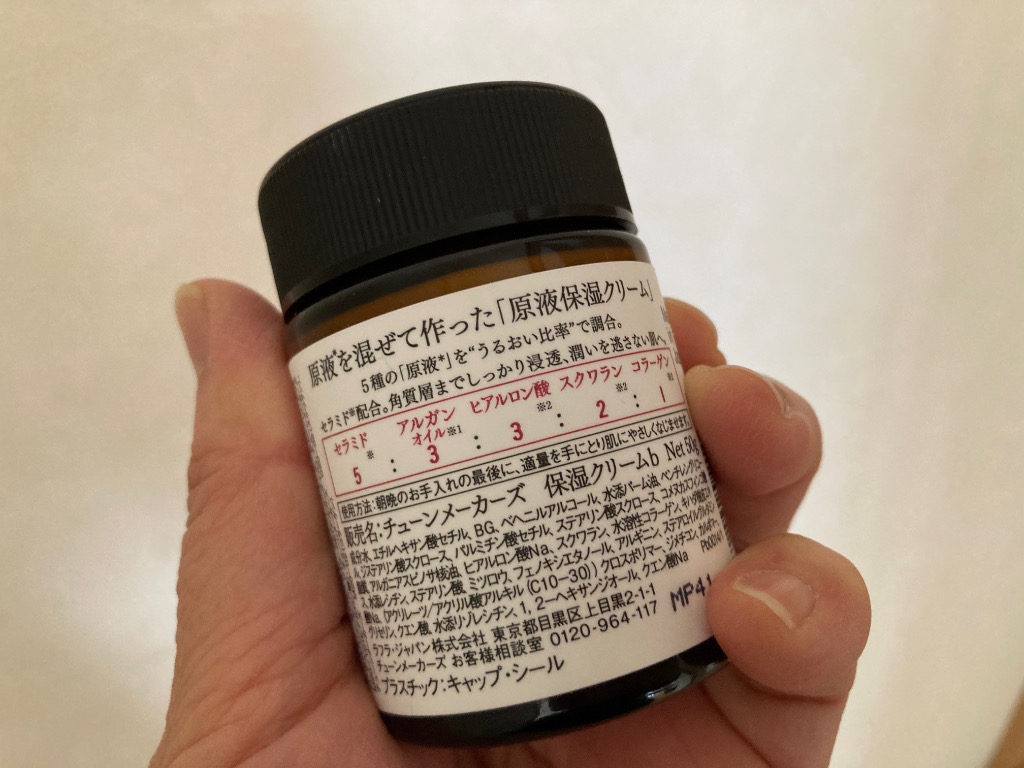 原液*を混ぜて作った「原液保湿クリーム」
5種の「原液*」を“うるおい比率”で調合。
セラミド※配合。角質層までしっかり浸透、潤いを逃さない肌へ。
セラミド※ アルガンオイル※1 ヒアルロン酸※2 スクワラン※2 コラーゲン
5 : 3 : 3 : 2 : 1
使用方法:朝晩のお手入れの最後に、適量を手にとり肌にやさしくなじませます
販売名:チューンメーカーズ 保湿クリームb Net 50g
水、エチルヘキサン酸セチル、BG、ベヘニルアルコール、水添パーム油、
ジステアリン酸スクロース、パルミチン酸セチル、ステアリン酸スクロース、
アルガニアスピノサ核油、ヒアルロン酸Na、スクワラン、水溶性コラーゲン、
水添レシチン、ステアリン酸、ミツロウ、フェノキシエタノール、アルギニン、
(アクリレーツ/アクリル酸アルキル(C10-30))クロスポリマー、ジメチコン、
グリセリン、クエン酸、水添リゾレシチン、1,2-ヘキサンジオール、クエン酸Na
ラフラ・ジャパン株式会社 東京都目黒区上目黒2-1-1
チューンメーカーズ お客様相談室 0120-964-117
プラスチック:キャップ・シール
MP41